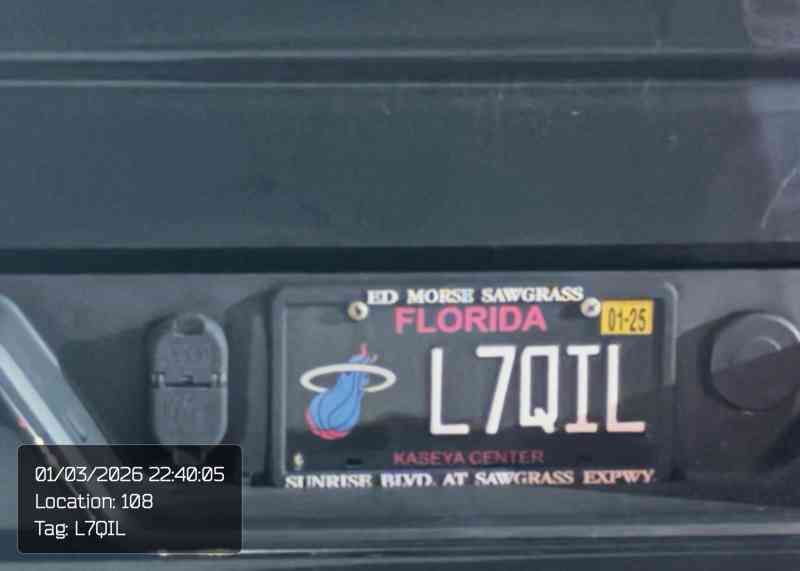 ED MORSE SAWGRASS
FLORIDA
01-25
L7QIL
KASEYA CENTER
SUNRISE BLVD. AT SAWGRASS EXPWY.
01/03/2026 22:40:05
Location: 108
Tag: L7QIL